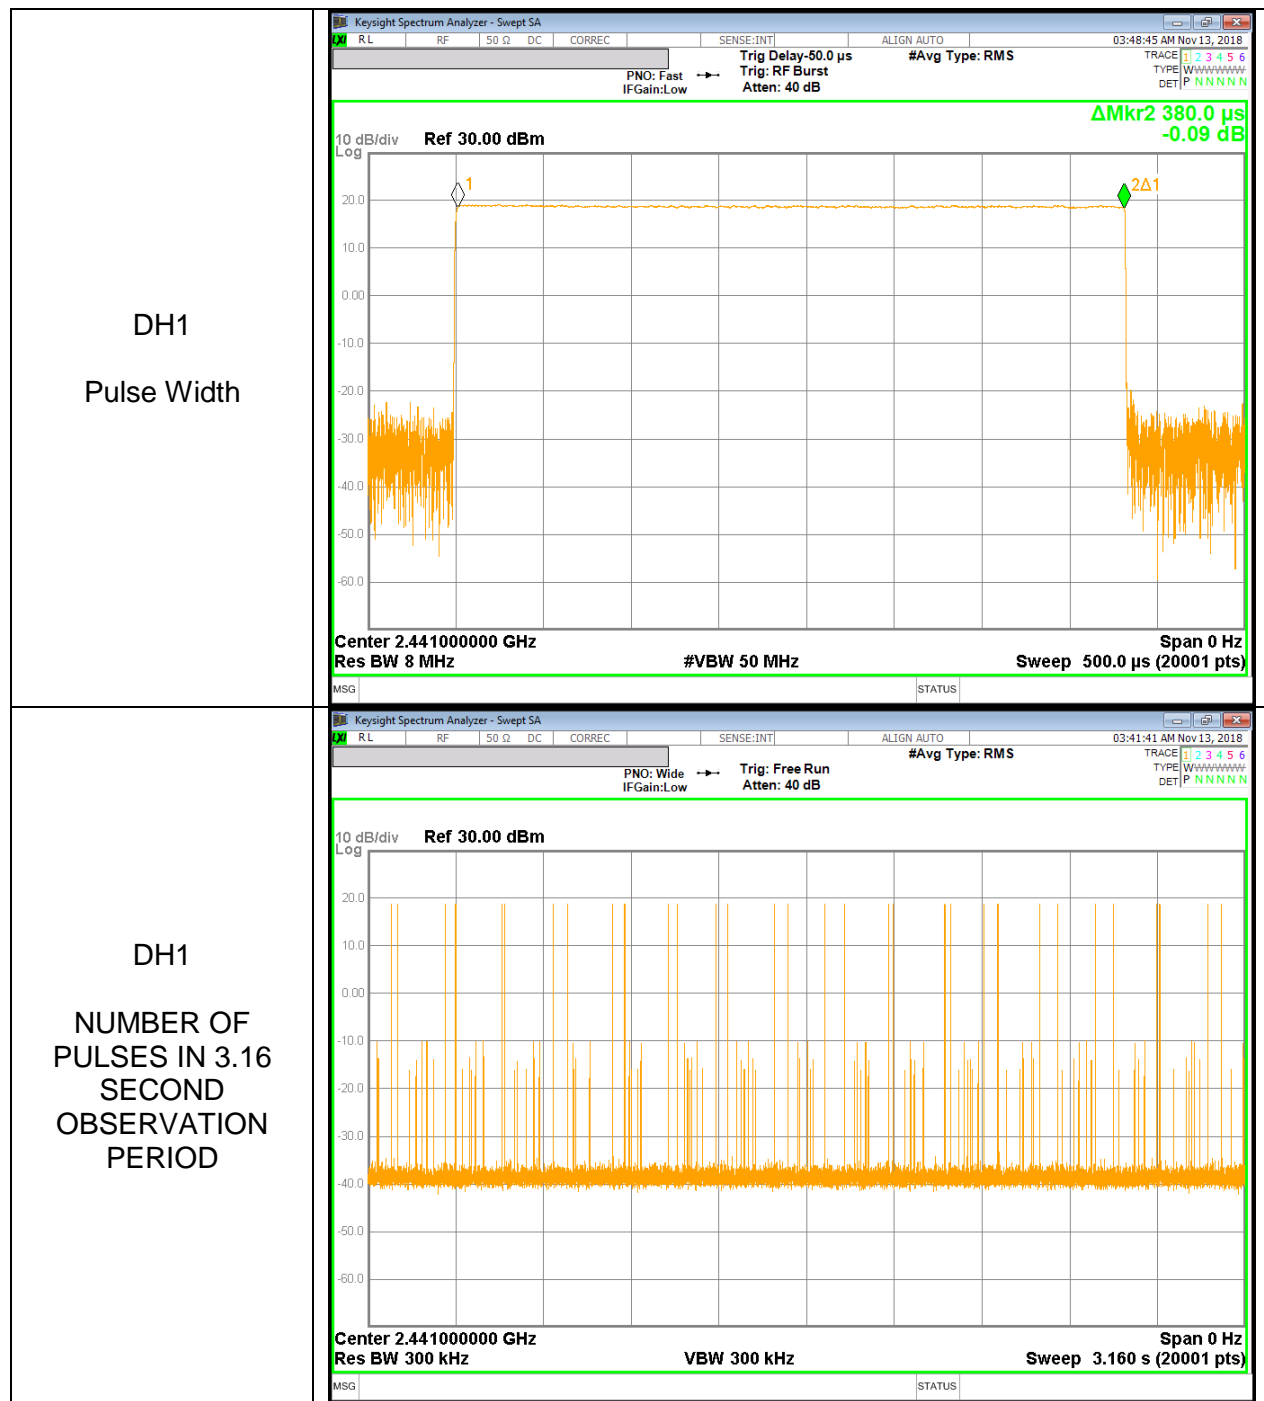 DH1
Pulse Width
Keysight Spectrum Analyzer - Swept SA
LXI RL RF 50 Ω DC CORREC SENSE:INT ALIGN AUTO 03:48:45 AM Nov 13, 2018
PNO: Fast
IFGain:Low
Trig Delay-50.0 µs
Trig: RF Burst
Atten: 40 dB
#Avg Type: RMS
TRACE 1 2 3 4 5 6
TYPE WWWWWW
DET P N N N N N
ΔMkr2 380.0 µs
-0.09 dB
10 dB/div Ref 30.00 dBm
Log
1
2Δ1
20.0
10.0
0.00
-10.0
-20.0
-30.0
-40.0
-50.0
-60.0
Center 2.441000000 GHz Span 0 Hz
Res BW 8 MHz #VBW 50 MHz Sweep 500.0 µs (20001 pts)
MSG STATUS
DH1
NUMBER OF
PULSES IN 3.16
SECOND
OBSERVATION
PERIOD
Keysight Spectrum Analyzer - Swept SA
LXI RL RF 50 Ω DC CORREC SENSE:INT ALIGN AUTO 03:41:41 AM Nov 13, 2018
PNO: Wide
IFGain:Low
Trig: Free Run
Atten: 40 dB
#Avg Type: RMS
TRACE 1 2 3 4 5 6
TYPE WWWWWW
DET P N N N N N
10 dB/div Ref 30.00 dBm
Log
20.0
10.0
0.00
-10.0
-20.0
-30.0
-40.0
-50.0
-60.0
Center 2.441000000 GHz Span 0 Hz
Res BW 300 kHz VBW 300 kHz Sweep 3.160 s (20001 pts)
MSG STATUS